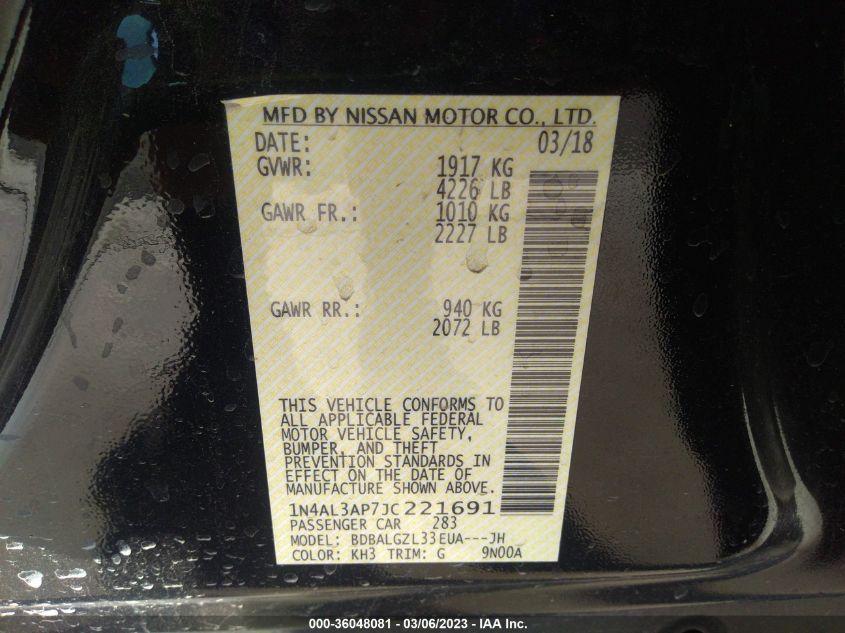 MFD BY NISSAN MOTOR CO., LTD.
DATE: 03/18
GVWR: 1917 KG
4226 LB
GAWR FR.: 1010 KG
2227 LB
GAWR RR.: 940 KG
2072 LB
THIS VEHICLE CONFORMS TO
ALL APPLICABLE FEDERAL
MOTOR VEHICLE SAFETY,
BUMPER, AND THEFT
PREVENTION STANDARDS IN
EFFECT ON THE DATE OF
MANUFACTURE SHOWN ABOVE.
1N4AL3AP7JC221691
PASSENGER CAR 283
MODEL: BDBALGZL33EUA---JH
COLOR: KH3 TRIM: G 9N00A
000-36048081 - 03/06/2023 - IAA Inc.